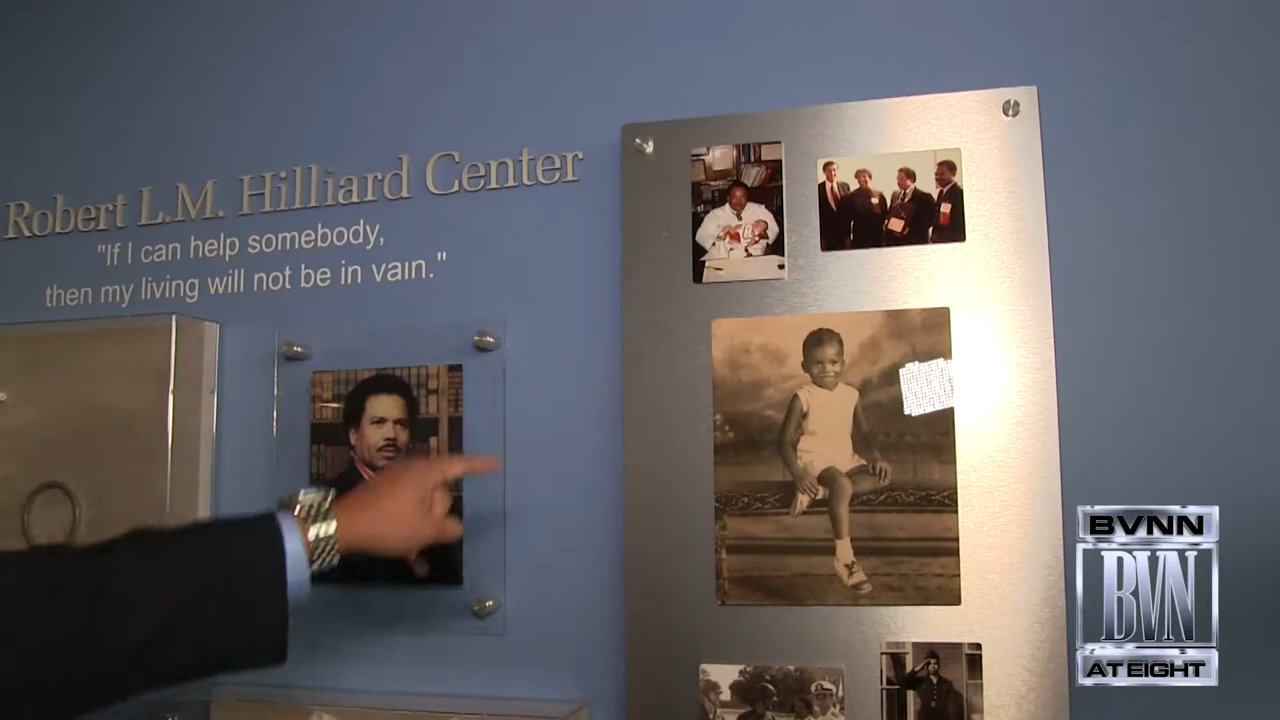 Robert L.M. Hilliard Center
"If I can help somebody,
then my living will not be in vain."
BVNN
BVN
AT EIGHT